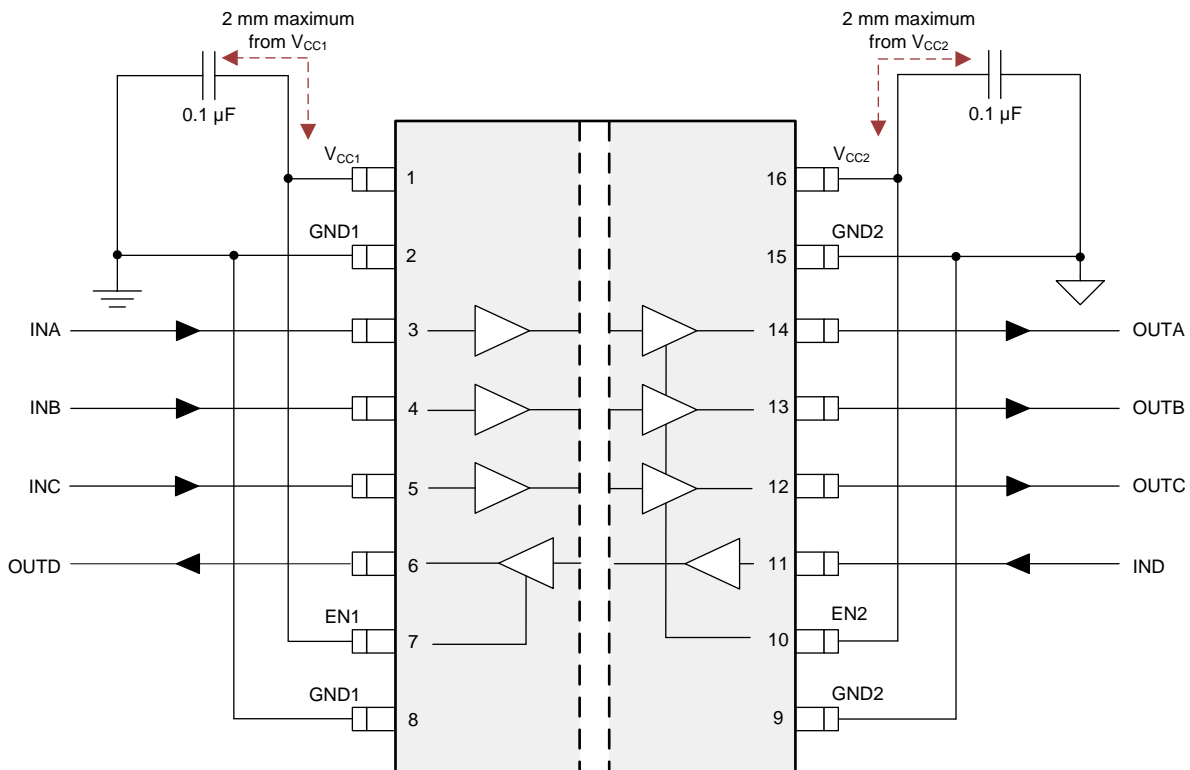 2 mm maximum
from VCC1
2 mm maximum
from VCC2
0.1 µF
0.1 µF
VCC1
1
16
VCC2
GND1
2
15
GND2
INA
3
14
OUTA
INB
4
13
OUTB
INC
5
12
OUTC
OUTD
6
11
IND
EN1
7
10
EN2
GND1
8
9
GND2